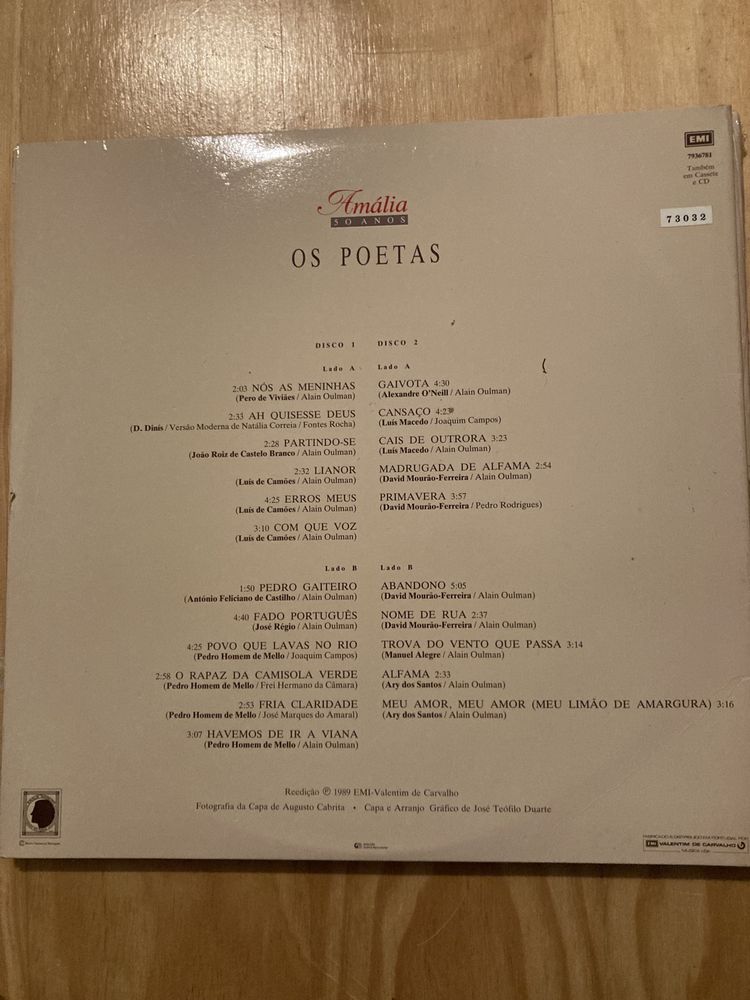 EMI
7936781
Também
em Cassete
e CD
73032
Amália
50 ANOS
OS POETAS
DISCO 1
Lado A
2:03 NÓS AS MENINHAS
(Pero de Viviães / Alain Oulman)
2:33 AH QUISESSE DEUS
(D. Dinis / Versão Moderna de Natália Correia / Fontes Rocha)
2:28 PARTINDO-SE
(João Roiz de Castelo Branco / Alain Oulman)
2:32 LIANOR
(Luís de Camões / Alain Oulman)
4:25 ERROS MEUS
(Luís de Camões / Alain Oulman)
3:10 COM QUE VOZ
(Luís de Camões / Alain Oulman)
Lado B
1:50 PEDRO GAITEIRO
(António Feliciano de Castilho / Alain Oulman)
4:40 FADO PORTUGUÊS
(José Régio / Alain Oulman)
4:25 POVO QUE LAVAS NO RIO
(Pedro Homem de Mello / Joaquim Campos)
2:58 O RAPAZ DA CAMISOLA VERDE
(Pedro Homem de Mello / Frei Hermano da Câmara)
2:53 FRIA CLARIDADE
(Pedro Homem de Mello / José Marques do Amaral)
3:07 HAVEMOS DE IR A VIANA
(Pedro Homem de Mello / Alain Oulman)
DISCO 2
Lado A
GAIVOTA 4:30
(Alexandre O'Neill / Alain Oulman)
CANSAÇO 4:23
(Luís Macedo / Joaquim Campos)
CAIS DE OUTRORA 3:23
(Luís Macedo / Alain Oulman)
MADRUGADA DE ALFAMA 2:54
(David Mourão-Ferreira / Alain Oulman)
PRIMAVERA 3:57
(David Mourão-Ferreira / Pedro Rodrigues)
Lado B
ABANDONO 5:05
(David Mourão-Ferreira / Alain Oulman)
NOME DE RUA 2:37
(David Mourão-Ferreira / Alain Oulman)
TROVA DO VENTO QUE PASSA 3:14
(Manuel Alegre / Alain Oulman)
ALFAMA 2:33
(Ary dos Santos / Alain Oulman)
MEU AMOR, MEU AMOR (MEU LIMÃO DE AMARGURA) 3:16
(Ary dos Santos / Alain Oulman)
Reedição ℗ 1989 EMI-Valentim de Carvalho
Fotografia da Capa de Augusto Cabrita • Capa e Arranjo Gráfico de José Teófilo Duarte
FABRICADO E DISTRIBUIDO EM PORTUGAL POR
EMI VALENTIM DE CARVALHO
MÚSICA LDA